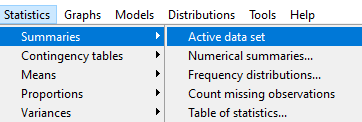 Statistics Graphs Models Distributions Tools Help
Summaries Active data set
Contingency tables Numerical summaries...
Means Frequency distributions...
Proportions Count missing observations
Variances Table of statistics...